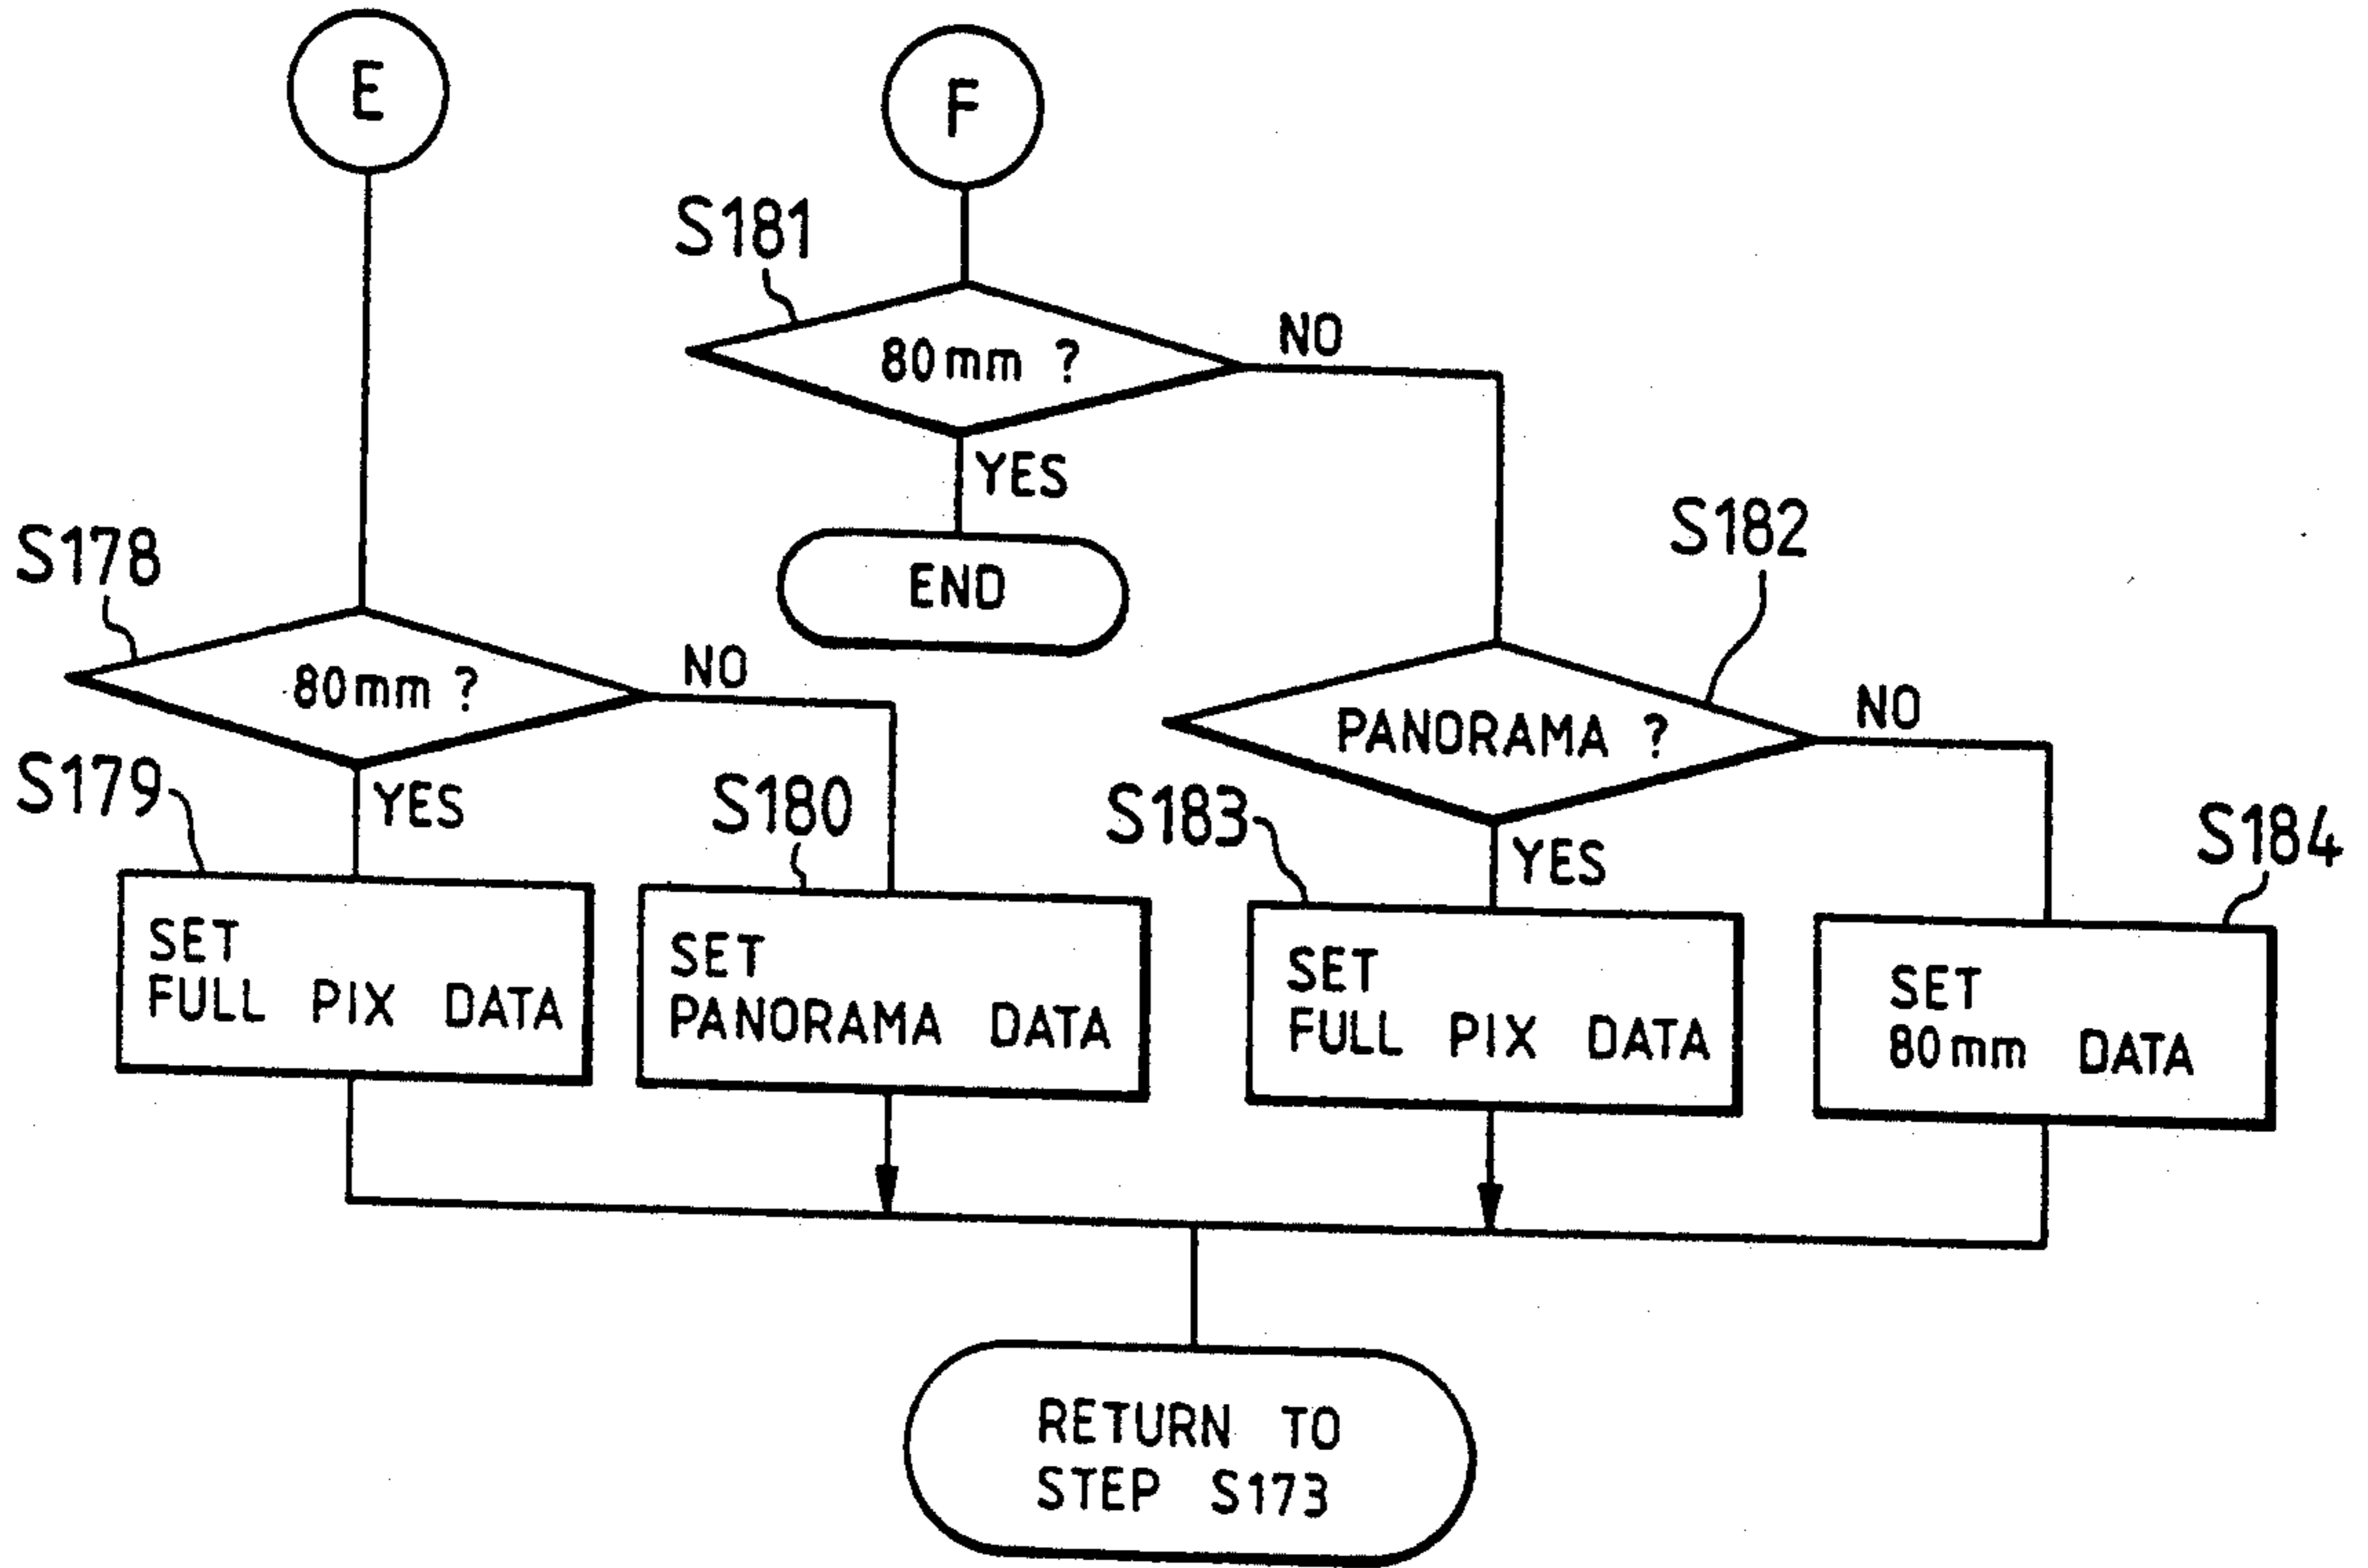 E
F
S181
80mm ?
NO
YES
END
S178
80mm ?
NO
YES
S182
PANORAMA ?
NO
YES
S179
SET
FULL PIX DATA
S180
SET
PANORAMA DATA
S183
SET
FULL PIX DATA
S184
SET
80mm DATA
RETURN TO
STEP S173